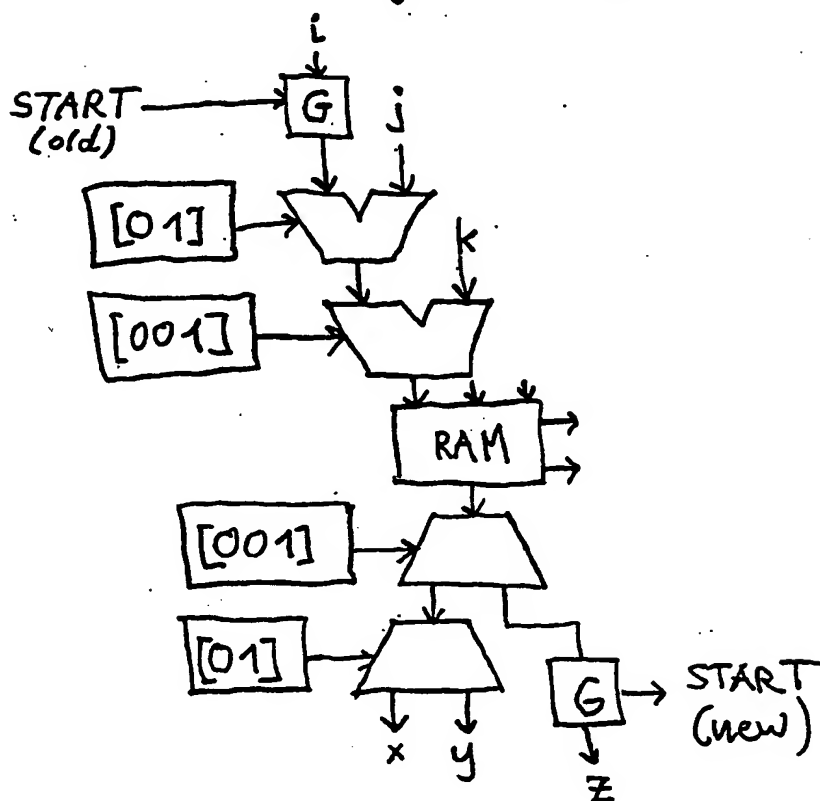 i
START
(old)
G
j
[01]
k
[001]
RAM
[001]
[01]
G
START
(new)
x
y
z